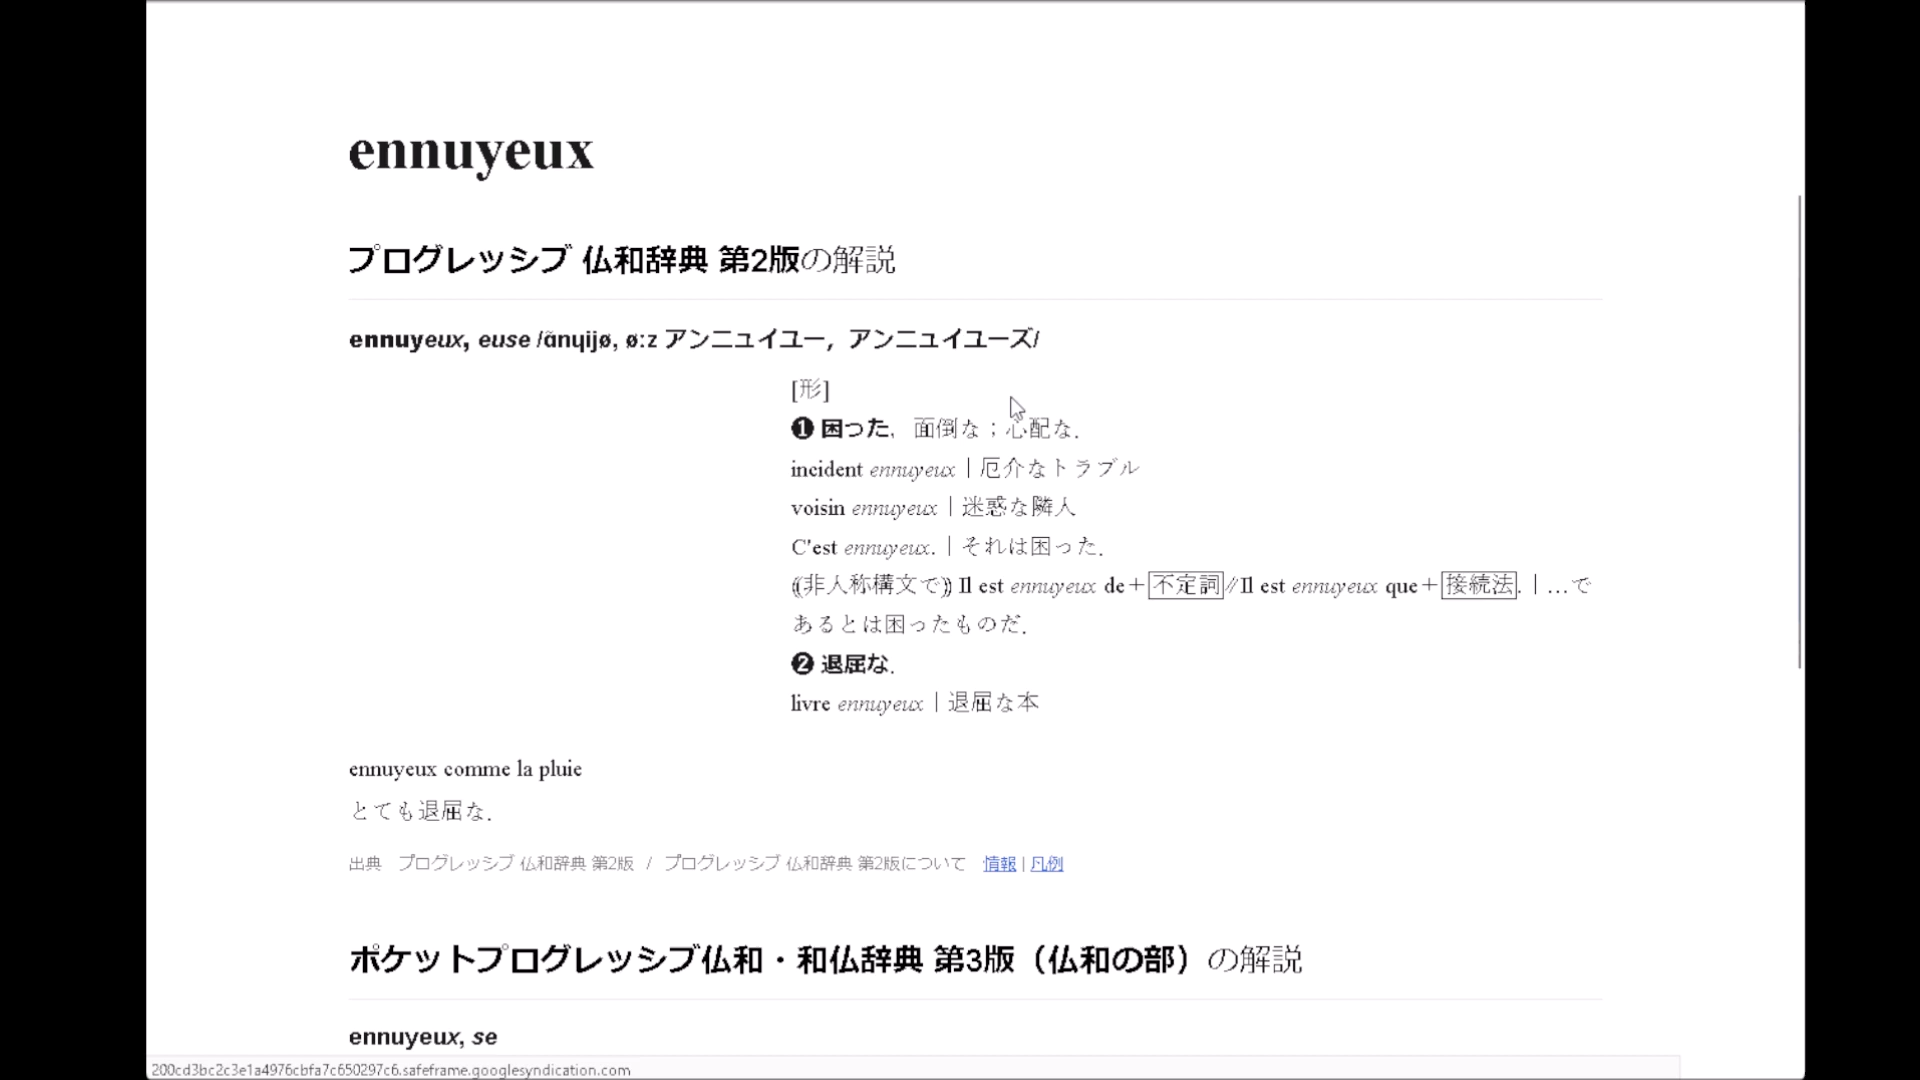 ennuyeux
プログレッシブ 仏和辞典 第2版の解説
ennuyeux, euse /ãnɥijø, ø:z アンニュイユー, アンニュイユーズ/
[形]
❶ 困った, 面倒な；心配な.
incident ennuyeux｜厄介なトラブル
voisin ennuyeux｜迷惑な隣人
C'est ennuyeux.｜それは困った.
⸨非人称構文で⸩ Il est ennuyeux de＋不定詞∥Il est ennuyeux que＋接続法.｜…で
あるとは困ったものだ.
❷ 退屈な.
livre ennuyeux｜退屈な本
ennuyeux comme la pluie
とても退屈な.
出典 プログレッシブ 仏和辞典 第2版 / プログレッシブ 仏和辞典 第2版について 情報 | 凡例
ポケットプログレッシブ仏和・和仏辞典 第3版（仏和の部）の解説
ennuyeux, se
200cd3bc2c3e1a4976cbfa7c650297c6.safeframe.googlesyndication.com